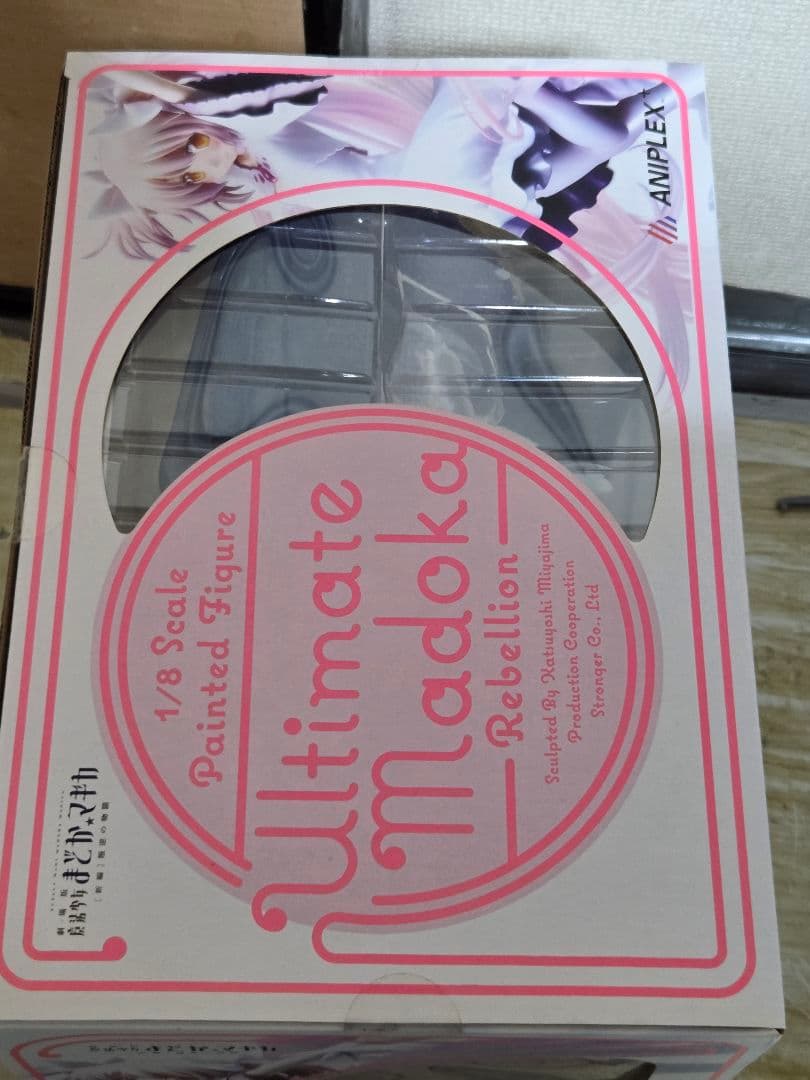 ANIPLEX+
1/8 Scale
Painted Figure
Ultimate
Madoka
Rebellion
Sculpted By Katsuyoshi Miyajima
Production Cooperation
Stronger Co., Ltd
劇場版
魔法少女まどか★マギカ
[新編]叛逆の物語